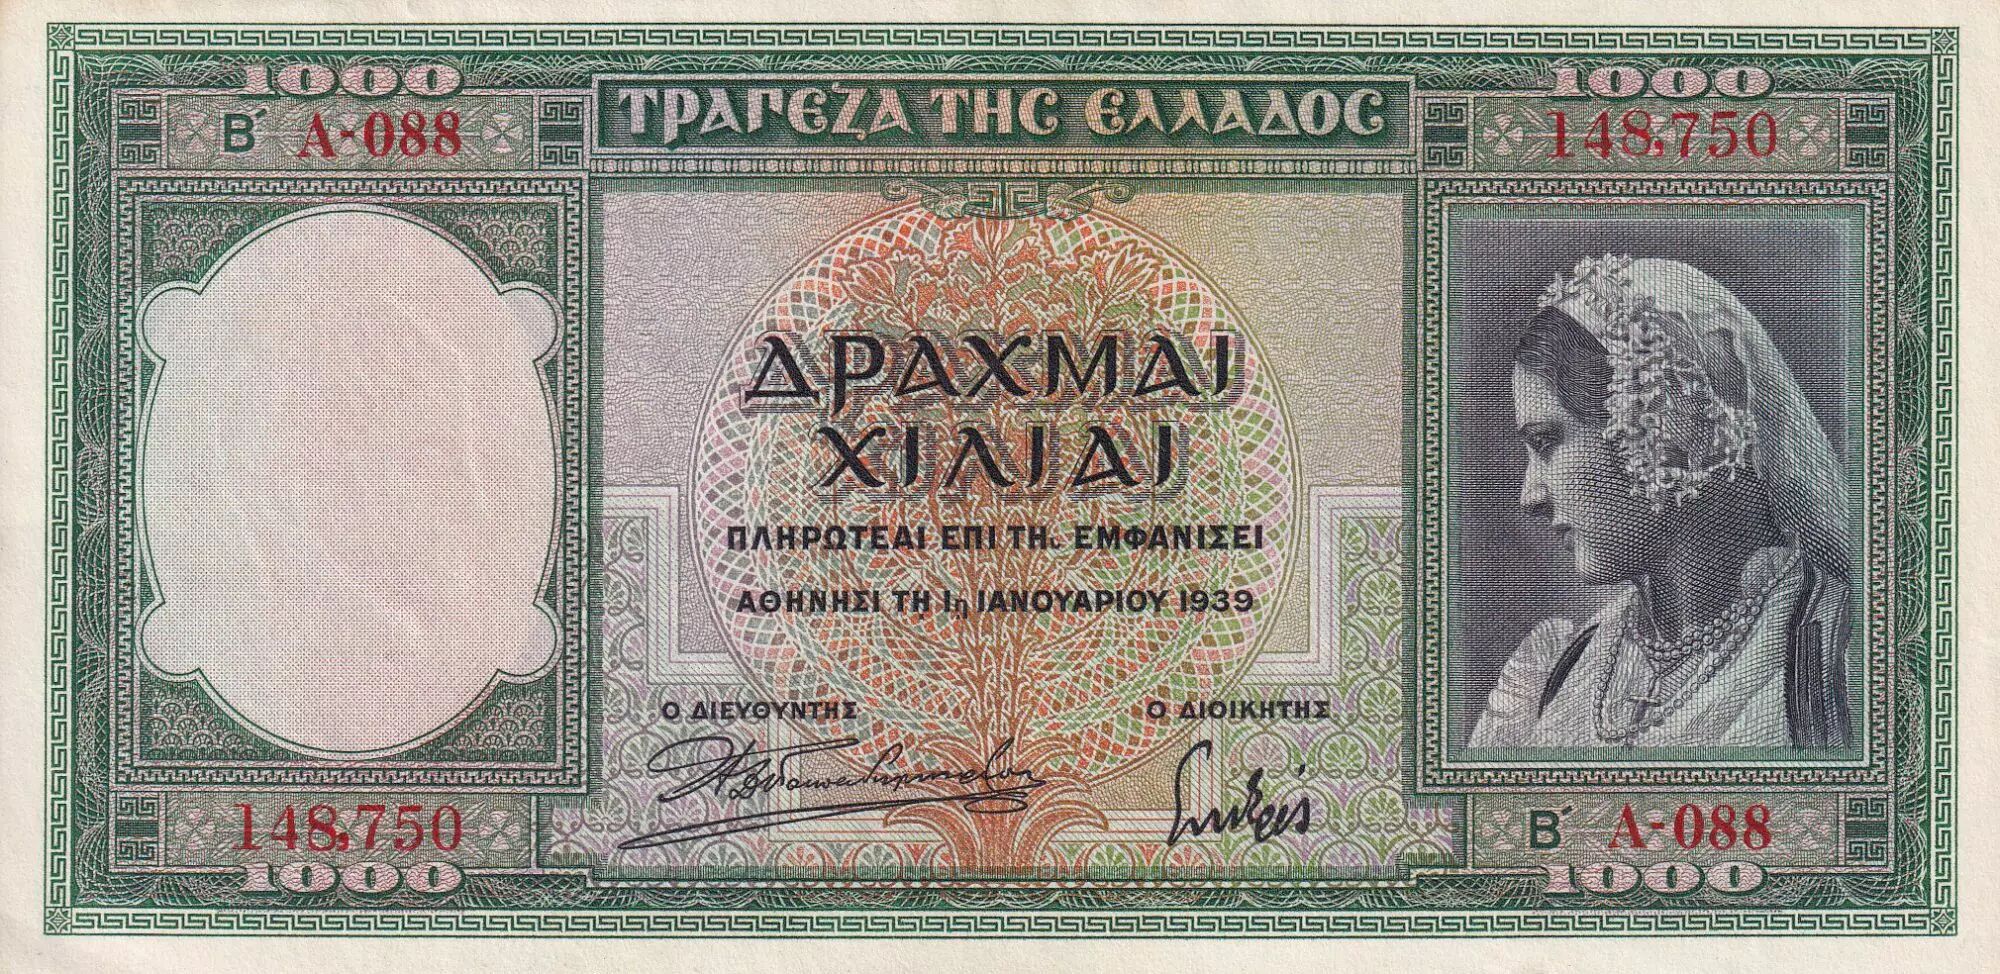 1000 1000
Β΄ Α-088 ΤΡΑΠΕΖΑ ΤΗΣ ΕΛΛΑΔΟΣ 148,750
ΔΡΑΧΜΑΙ
ΧΙΛΙΑΙ
ΠΛΗΡΩΤΕΑΙ ΕΠΙ ΤΗι ΕΜΦΑΝΙΣΕΙ
ΑΘΗΝΗΣΙ ΤΗ 1η ΙΑΝΟΥΑΡΙΟΥ 1939
Ο ΔΙΕΥΘΥΝΤΗΣ Ο ΔΙΟΙΚΗΤΗΣ
148,750 Β΄ Α-088
1000 1000